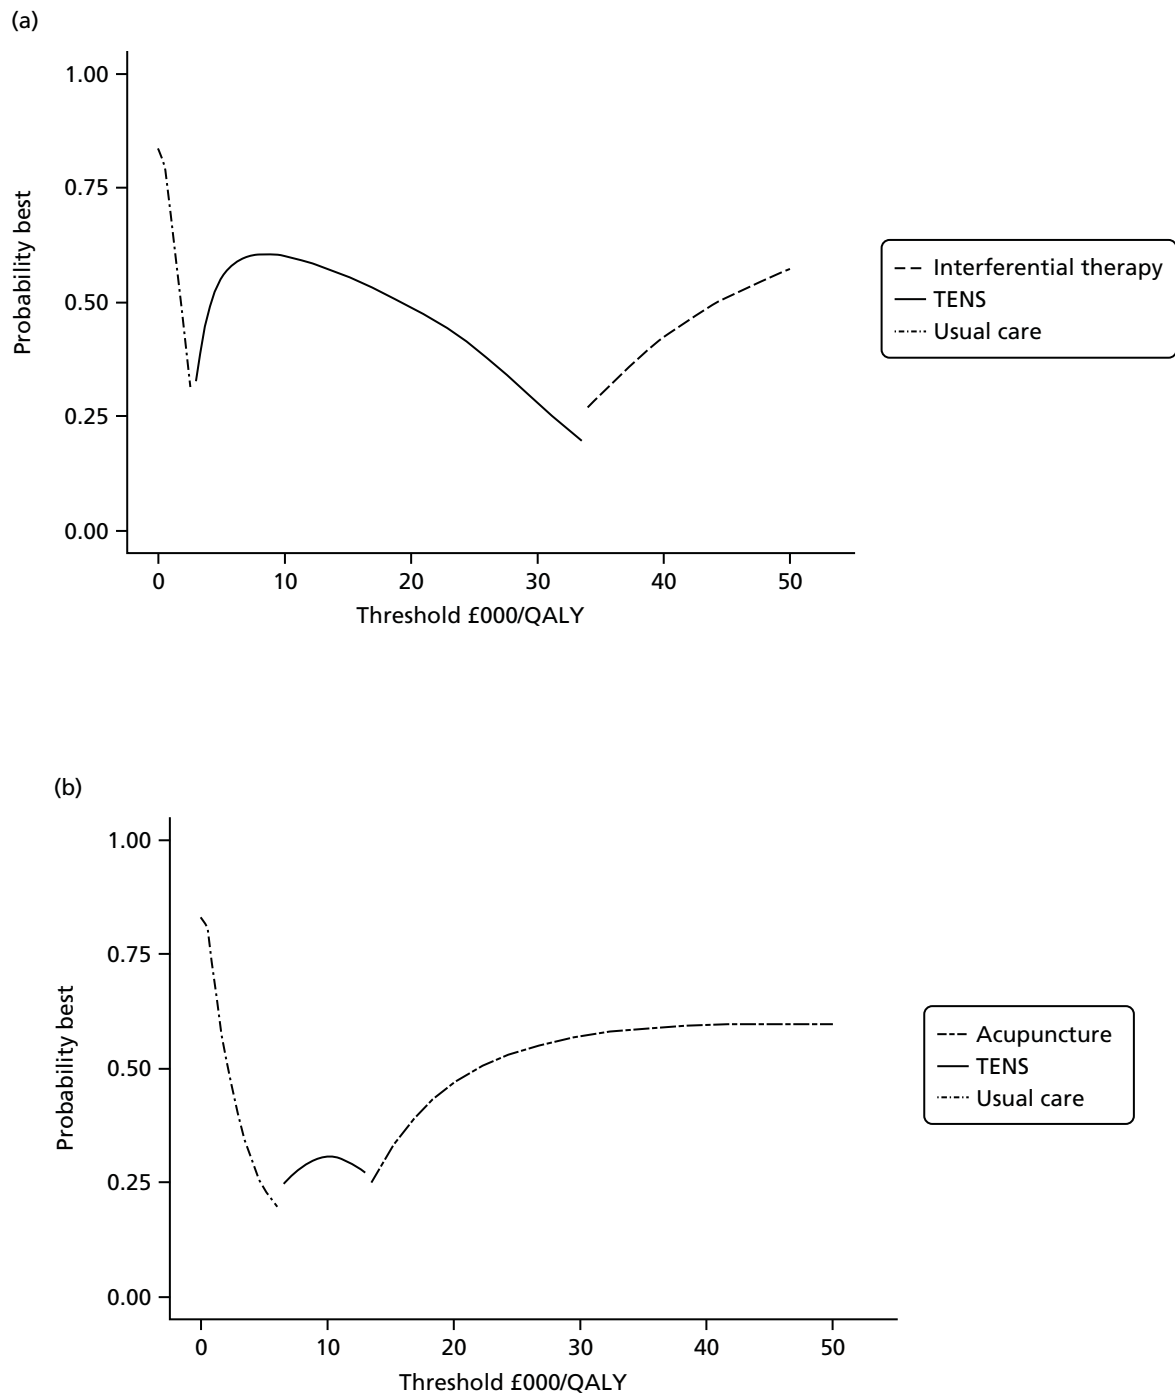 (a)
1.00
0.75
0.50
0.25
0.00
Probability best
0 10 20 30 40 50
Threshold £000/QALY
Interferential therapy
TENS
Usual care
(b)
1.00
0.75
0.50
0.25
0.00
Probability best
0 10 20 30 40 50
Threshold £000/QALY
Acupuncture
TENS
Usual care